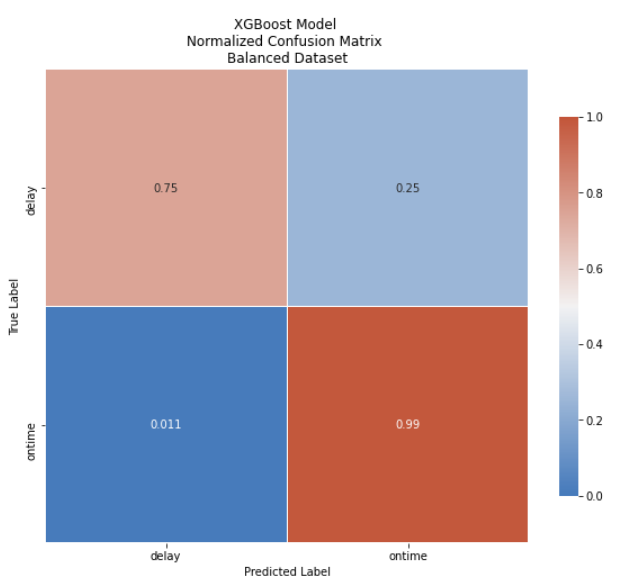 XGBoost Model
Normalized Confusion Matrix
Balanced Dataset
True Label
delay
ontime
0.75
0.25
0.011
0.99
delay
ontime
Predicted Label
1.0
0.8
0.6
0.4
0.2
0.0